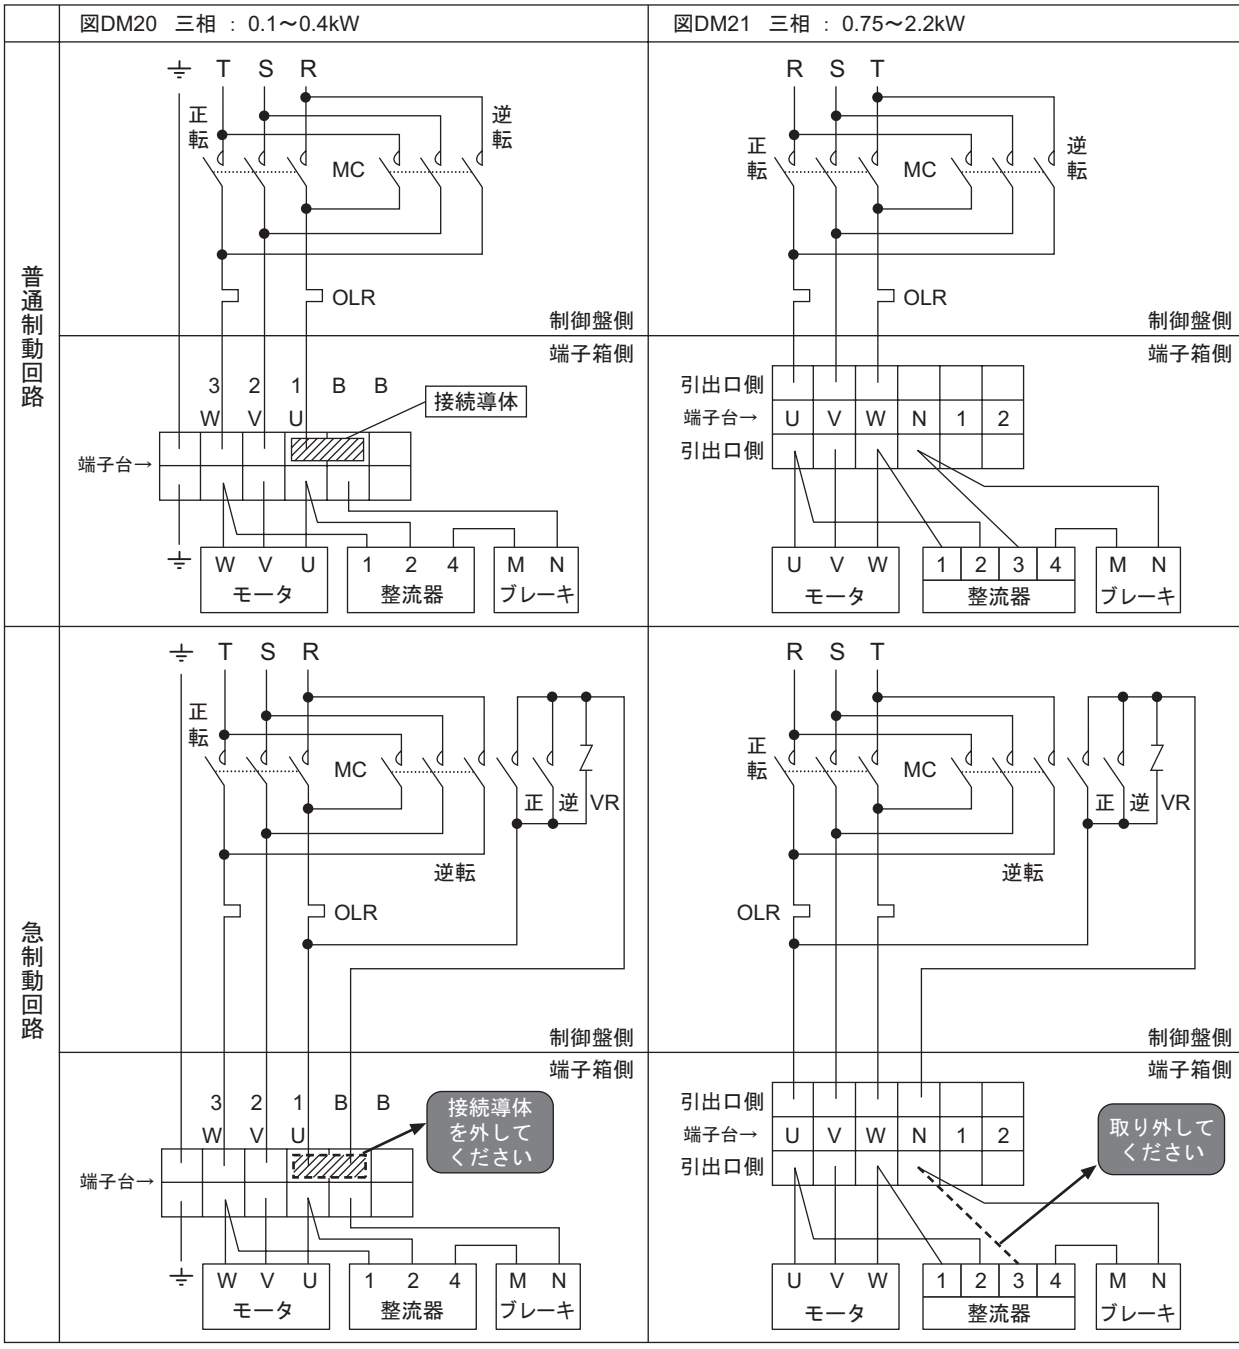 図DM20 三相 : 0.1～0.4kW
図DM21 三相 : 0.75～2.2kW
普通制動回路
T S R
正転
逆転
MC
OLR
制御盤側
端子箱側
3 2 1 B B
W V U
接続導体
端子台→
W V U
モータ
1 2 4
整流器
M N
ブレーキ
R S T
正転
逆転
MC
OLR
制御盤側
端子箱側
引出口側
端子台→ U V W N 1 2
引出口側
U V W
モータ
1 2 3 4
整流器
M N
ブレーキ
急制動回路
T S R
正転
MC
正 逆 VR
逆転
OLR
制御盤側
端子箱側
3 2 1 B B
W V U
接続導体
を外して
ください
端子台→
W V U
モータ
1 2 4
整流器
M N
ブレーキ
R S T
正転
MC
正 逆 VR
逆転
OLR
制御盤側
端子箱側
引出口側
端子台→ U V W N 1 2
引出口側
取り外して
ください
U V W
モータ
1 2 3 4
整流器
M N
ブレーキ